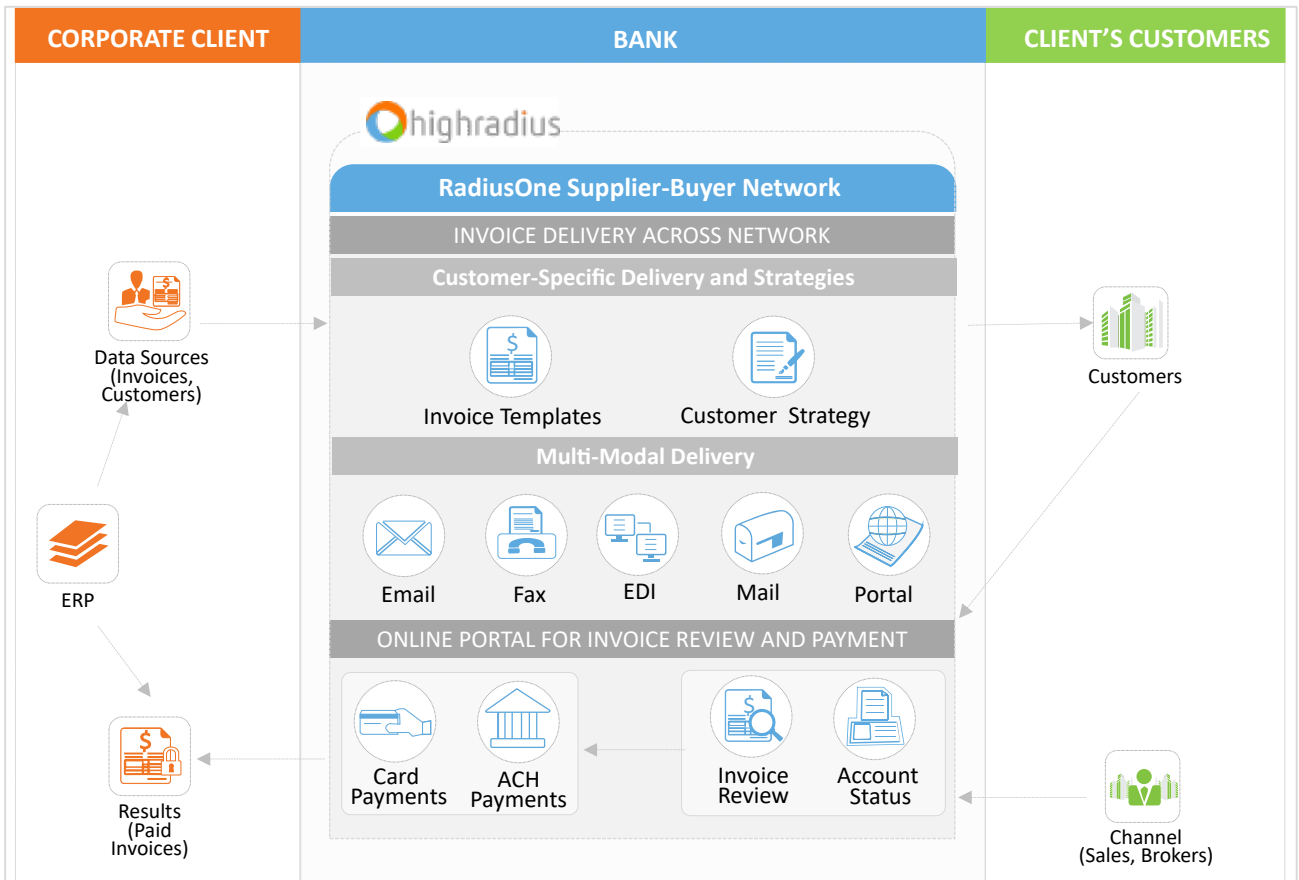 CORPORATE CLIENT
BANK
CLIENT’S CUSTOMERS
highradius
RadiusOne Supplier-Buyer Network
INVOICE DELIVERY ACROSS NETWORK
Customer-Specific Delivery and Strategies
Data Sources
(Invoices,
Customers)
Invoice Templates
Customer Strategy
Customers
Multi-Modal Delivery
ERP
Email
Fax
EDI
Mail
Portal
ONLINE PORTAL FOR INVOICE REVIEW AND PAYMENT
Results
(Paid
Invoices)
Card
Payments
ACH
Payments
Invoice
Review
Account
Status
Channel
(Sales, Brokers)